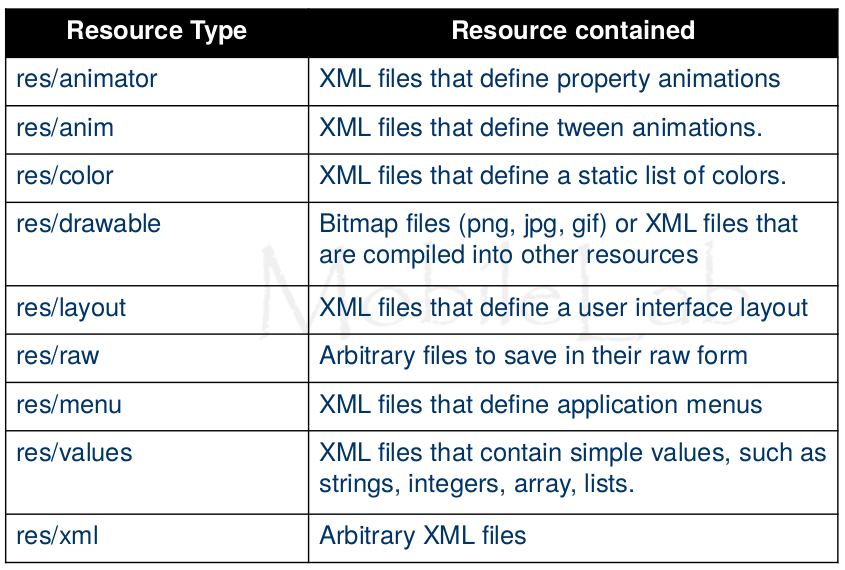 Resource Type Resource contained
res/animator XML files that define property animations
res/anim XML files that define tween animations.
res/color XML files that define a static list of colors.
res/drawable Bitmap files (png, jpg, gif) or XML files that
are compiled into other resources
MobileLab
res/layout XML files that define a user interface layout
res/raw Arbitrary files to save in their raw form
res/menu XML files that define application menus
res/values XML files that contain simple values, such as
strings, integers, array, lists.
res/xml Arbitrary XML files